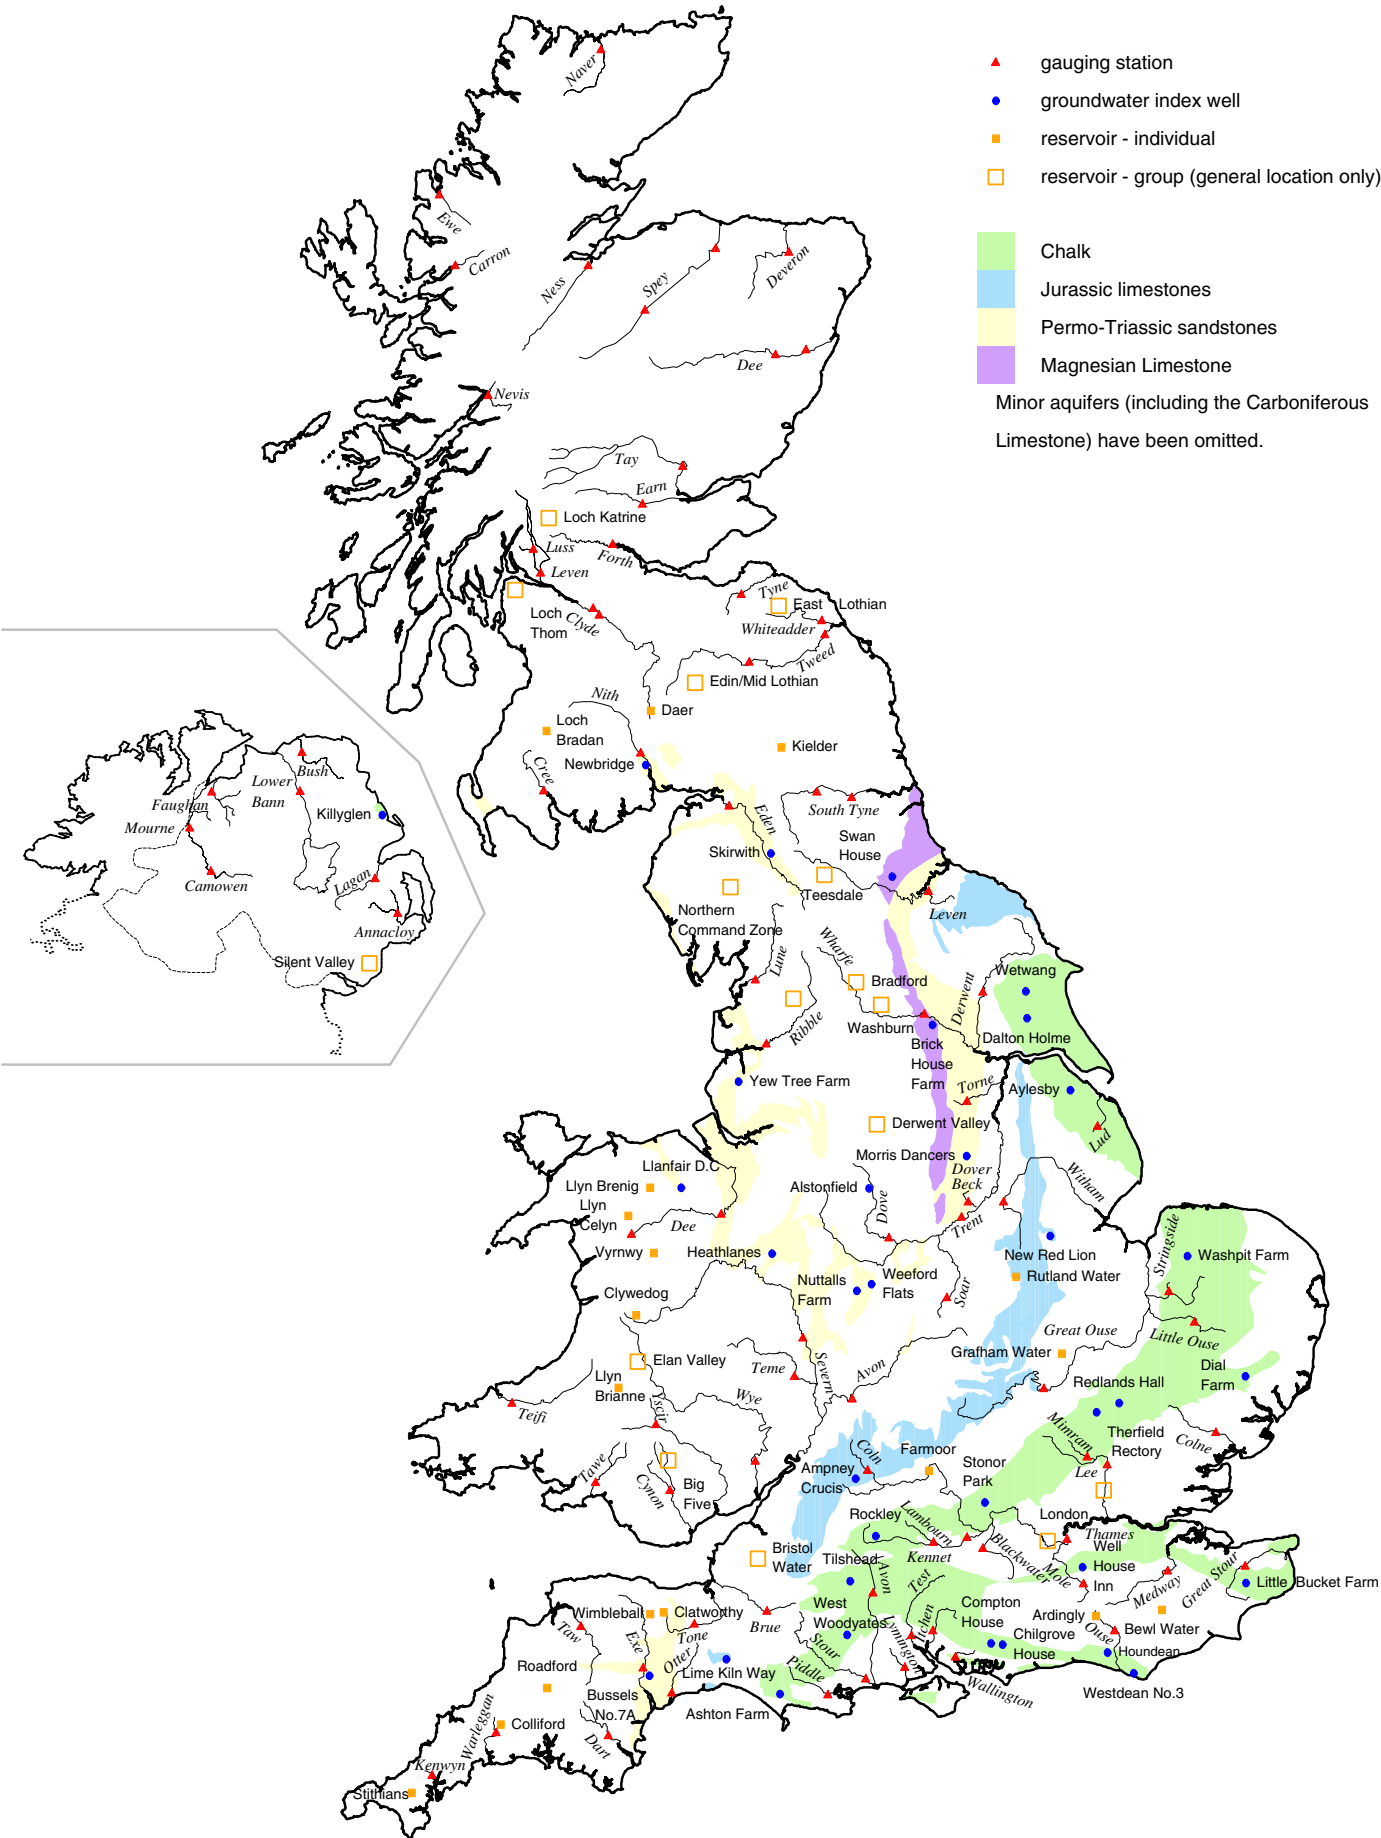 gauging station
groundwater index well
reservoir - individual
reservoir - group (general location only)
Chalk
Jurassic limestones
Permo-Triassic sandstones
Magnesian Limestone
Minor aquifers (including the Carboniferous
Limestone) have been omitted.
Naver
Ewe
Carron
Ness
Spey
Deveron
Dee
Nevis
Tay
Earn
Loch Katrine
Luss
Forth
Leven
Loch
Thom
Clyde
Tyne
East Lothian
Whiteadder
Tweed
Edin/Mid Lothian
Nith
Daer
Loch
Bradan
Kielder
Newbridge
Cree
Bush
Lower
Bann
Faughan
Killyglen
Mourne
Camowen
Lagan
Annacloy
Silent Valley
Eden
South Tyne
Swan
House
Skirwith
Teesdale
Leven
Northern
Command Zone
Lune
Wharfe
Bradford
Washburn
Ribble
Derwent
Wetwang
Dalton Holme
Brick
House
Farm
Yew Tree Farm
Torne
Aylesby
Lud
Derwent Valley
Morris Dancers
Dover
Beck
Witham
Llanfair D.C
Llyn Brenig
Llyn
Celyn
Dee
Vyrnwy
Alstonfield
Dove
Trent
Heathlanes
Nuttalls
Farm
Weeford
Flats
Soar
New Red Lion
Rutland Water
Stringside
Washpit Farm
Clywedog
Little Ouse
Great Ouse
Grafham Water
Elan Valley
Llyn
Brianne
Teme
Severn
Avon
Dial
Farm
Redlands Hall
Teifi
Yscir
Wye
Mimram
Therfield
Rectory
Colne
Lee
Tawe
Cynon
Big
Five
Ampney
Crucis
Coln
Farmoor
Stonor
Park
London
Rockley
Lambourn
Kennet
Blackwater
Thames
Bristol
Water
Tilshead
Avon
Test
Mole
Well
House
Inn
Medway
Great Stour
Little Bucket Farm
Wimbleball
Clatworthy
Taw
Exe
Tone
Brue
West
Woodyates
Stour
Lymington
Itchen
Compton
House
Chilgrove
House
Ardingly
Ouse
Bewl Water
Houndean
Roadford
Otter
Lime Kiln Way
Piddle
Wallington
Westdean No.3
Bussels
No.7A
Ashton Farm
Warleggan
Colliford
Dart
Kenwyn
Stithians